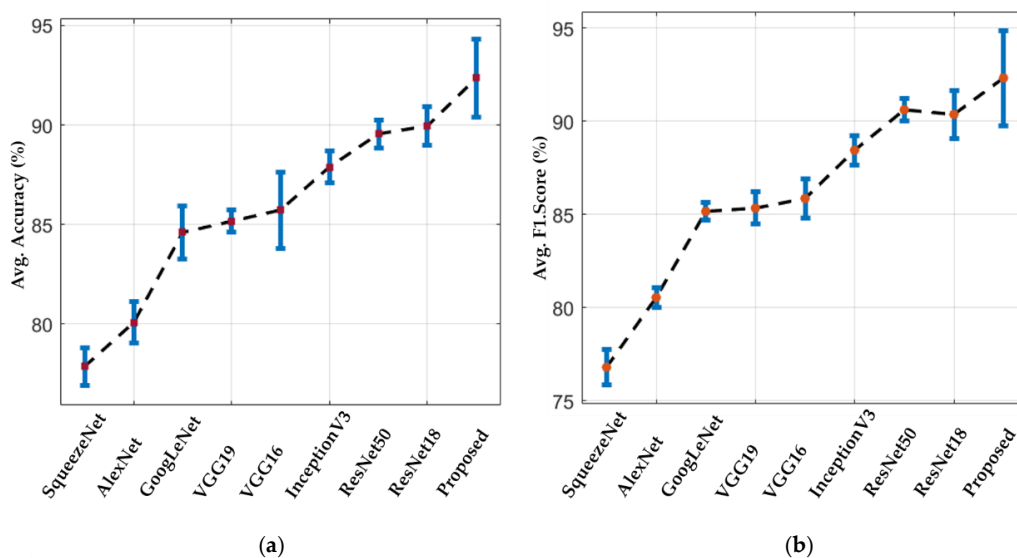 Avg. Accuracy (%)
95
90
85
80
SqueezeNet
AlexNet
GoogLeNet
VGG19
VGG16
InceptionV3
ResNet50
ResNet18
Proposed
(a)
Avg. F1.Score (%)
95
90
85
80
75
SqueezeNet
AlexNet
GoogLeNet
VGG19
VGG16
InceptionV3
ResNet50
ResNet18
Proposed
(b)